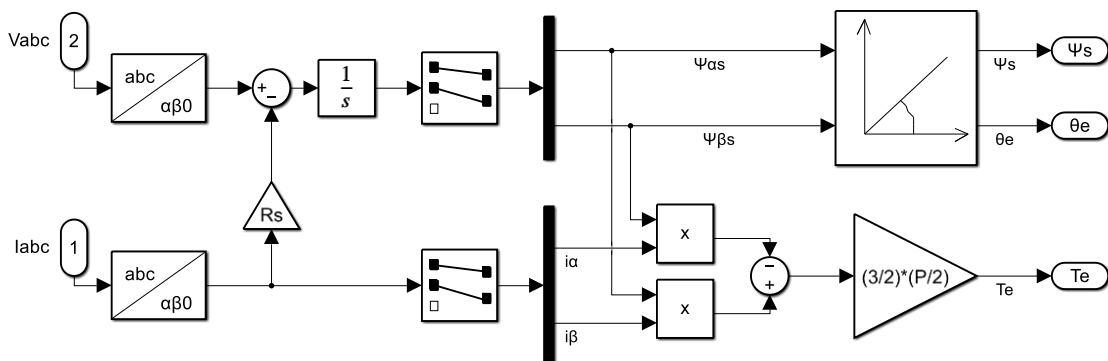 Vabc
2
abc
αβ0
+
−
1
s
Ψαs
Ψβs
Ψs
Ψs
θe
θe
Rs
Iabc
1
abc
αβ0
iα
iβ
x
x
−
+
(3/2)*(P/2)
Te
Te